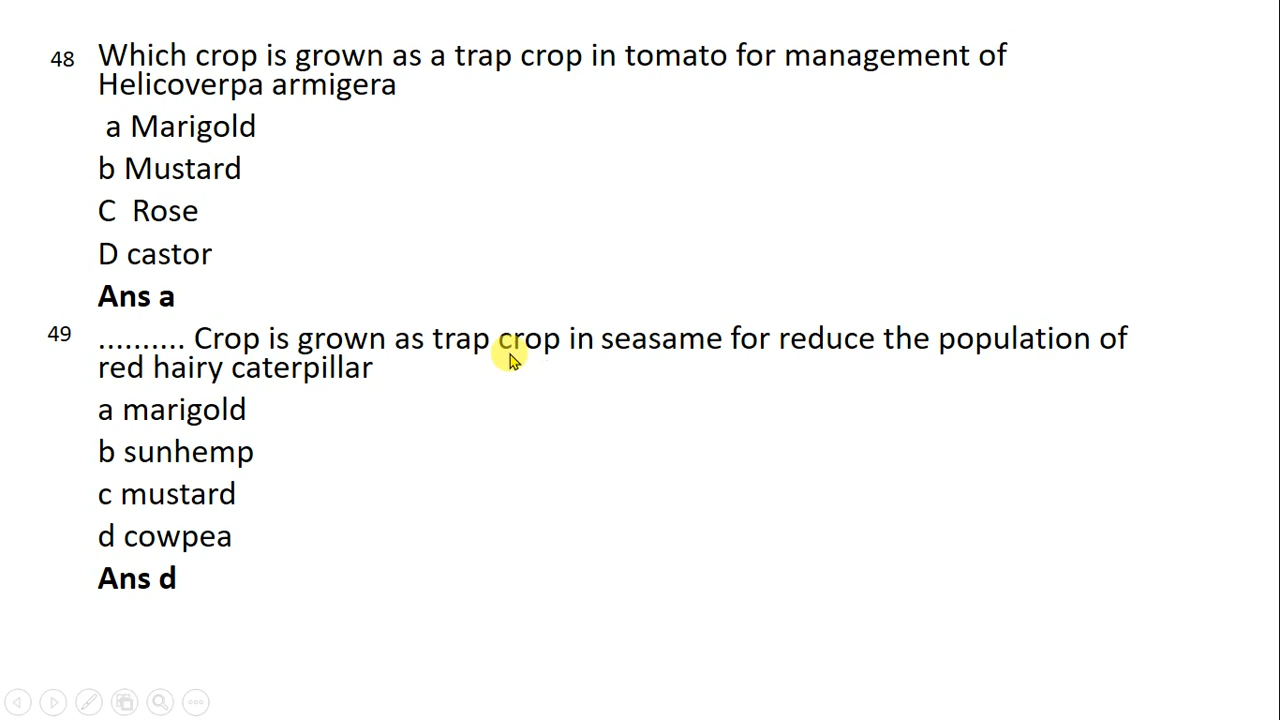 48 Which crop is grown as a trap crop in tomato for management of
Helicoverpa armigera
a Marigold
b Mustard
C Rose
D castor
Ans a
49 .......... Crop is grown as trap crop in seasame for reduce the population of
red hairy caterpillar
a marigold
b sunhemp
c mustard
d cowpea
Ans d